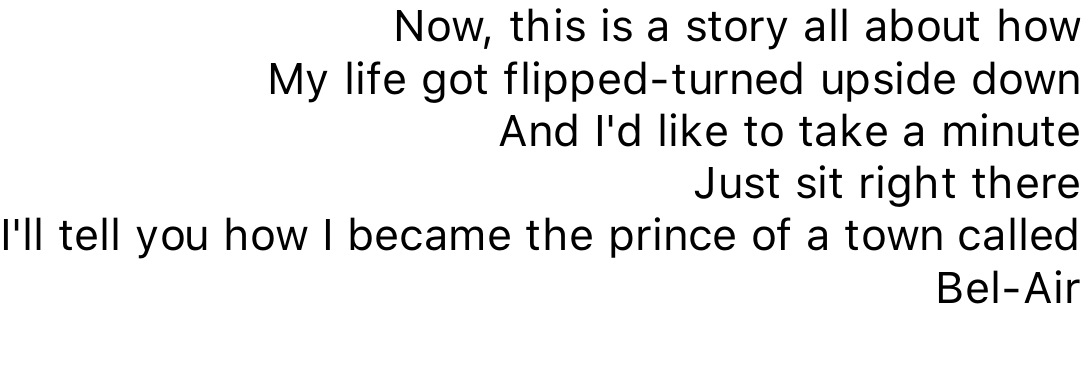 Now, this is a story all about how
My life got flipped-turned upside down
And I'd like to take a minute
Just sit right there
I'll tell you how I became the prince of a town called
Bel-Air